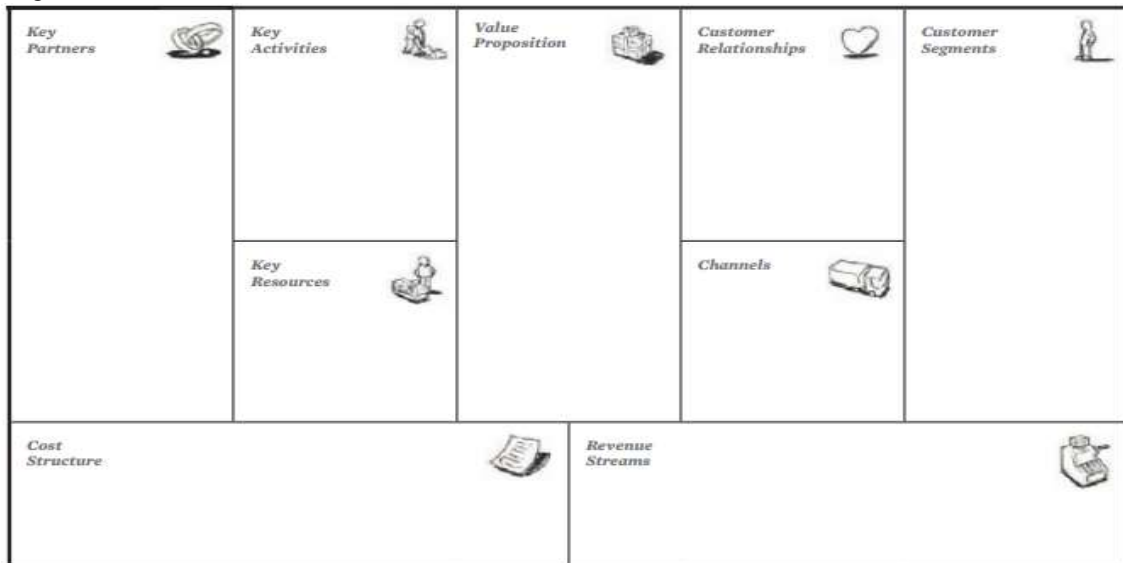 Key
Partners
Key
Activities
Value
Proposition
Customer
Relationships
Customer
Segments
Key
Resources
Channels
Cost
Structure
Revenue
Streams